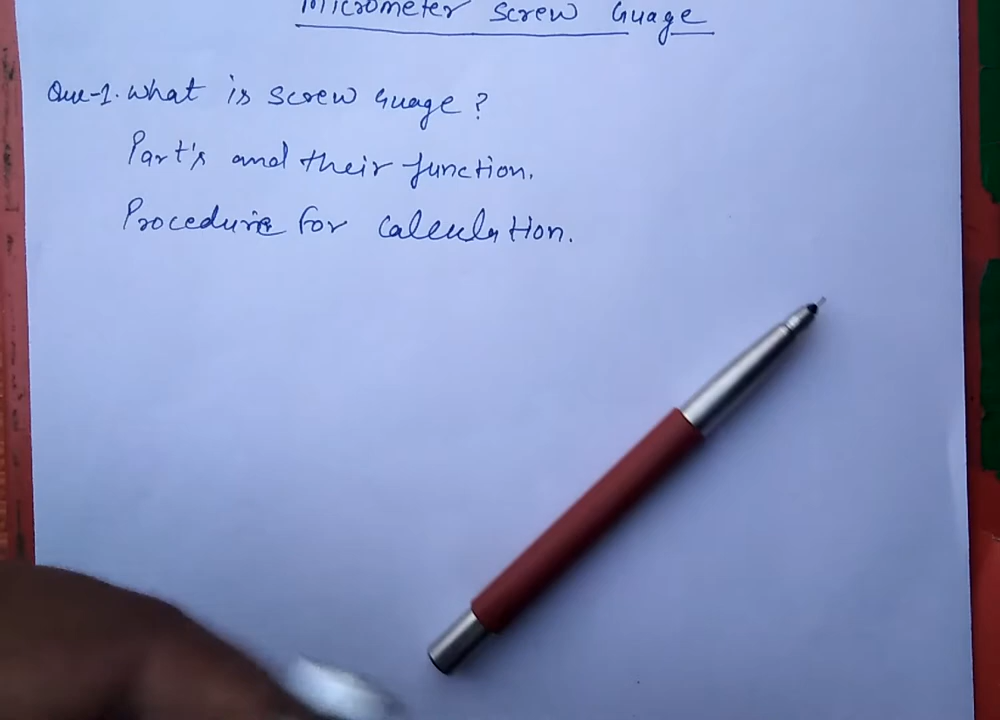 Micrometer Screw Guage
Que-1. What is screw Guage?
Part's and their function.
Procedure for Calculation.